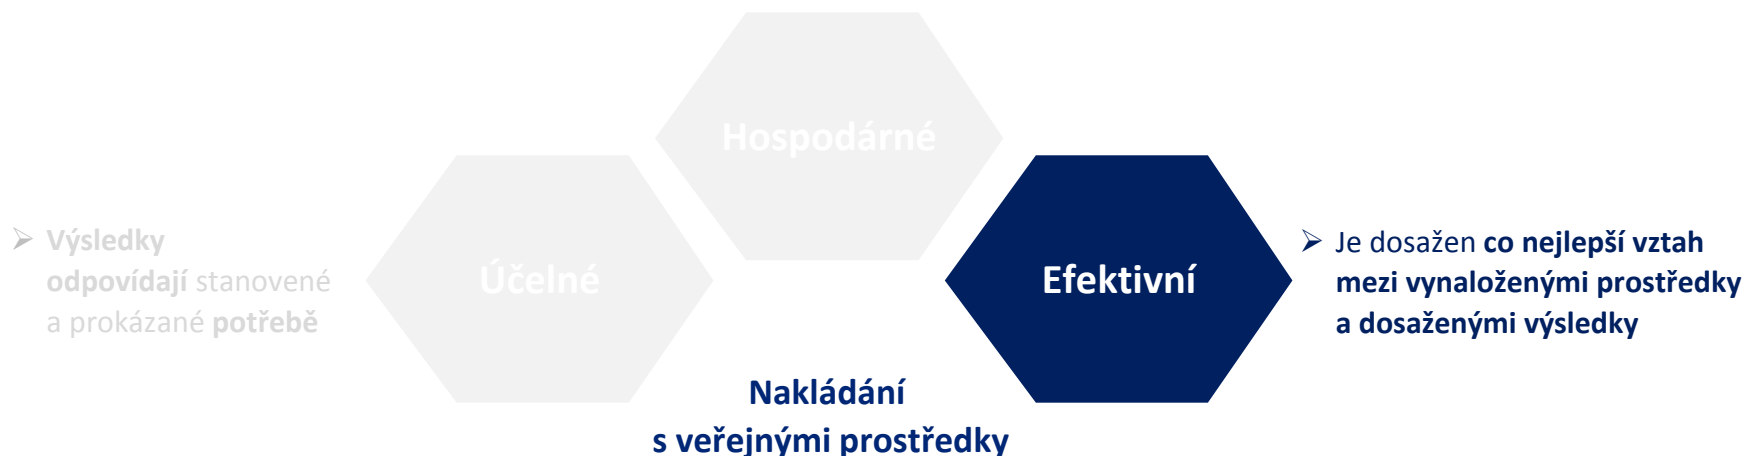 Hospodárné
➢ Výsledky
odpovídají stanovené
a prokázané potřebě
Účelné
Efektivní
➢ Je dosažen co nejlepší vztah
mezi vynaloženými prostředky
a dosaženými výsledky
Nakládání
s veřejnými prostředky